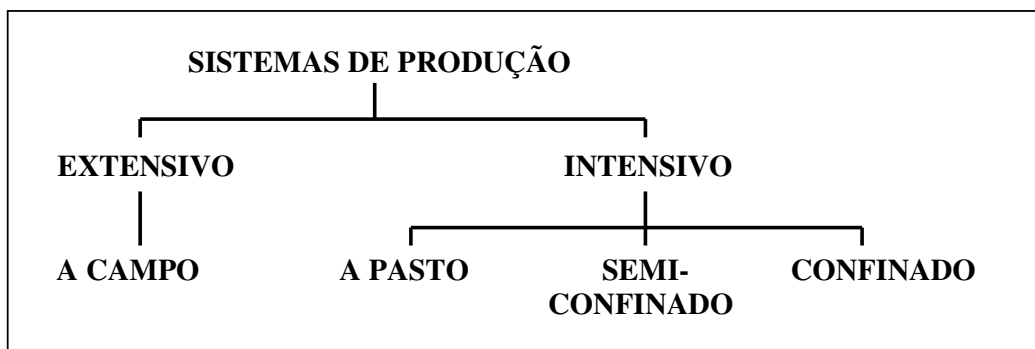 SISTEMAS DE PRODUÇÃO
EXTENSIVO INTENSIVO
A CAMPO A PASTO SEMI- CONFINADO
CONFINADO